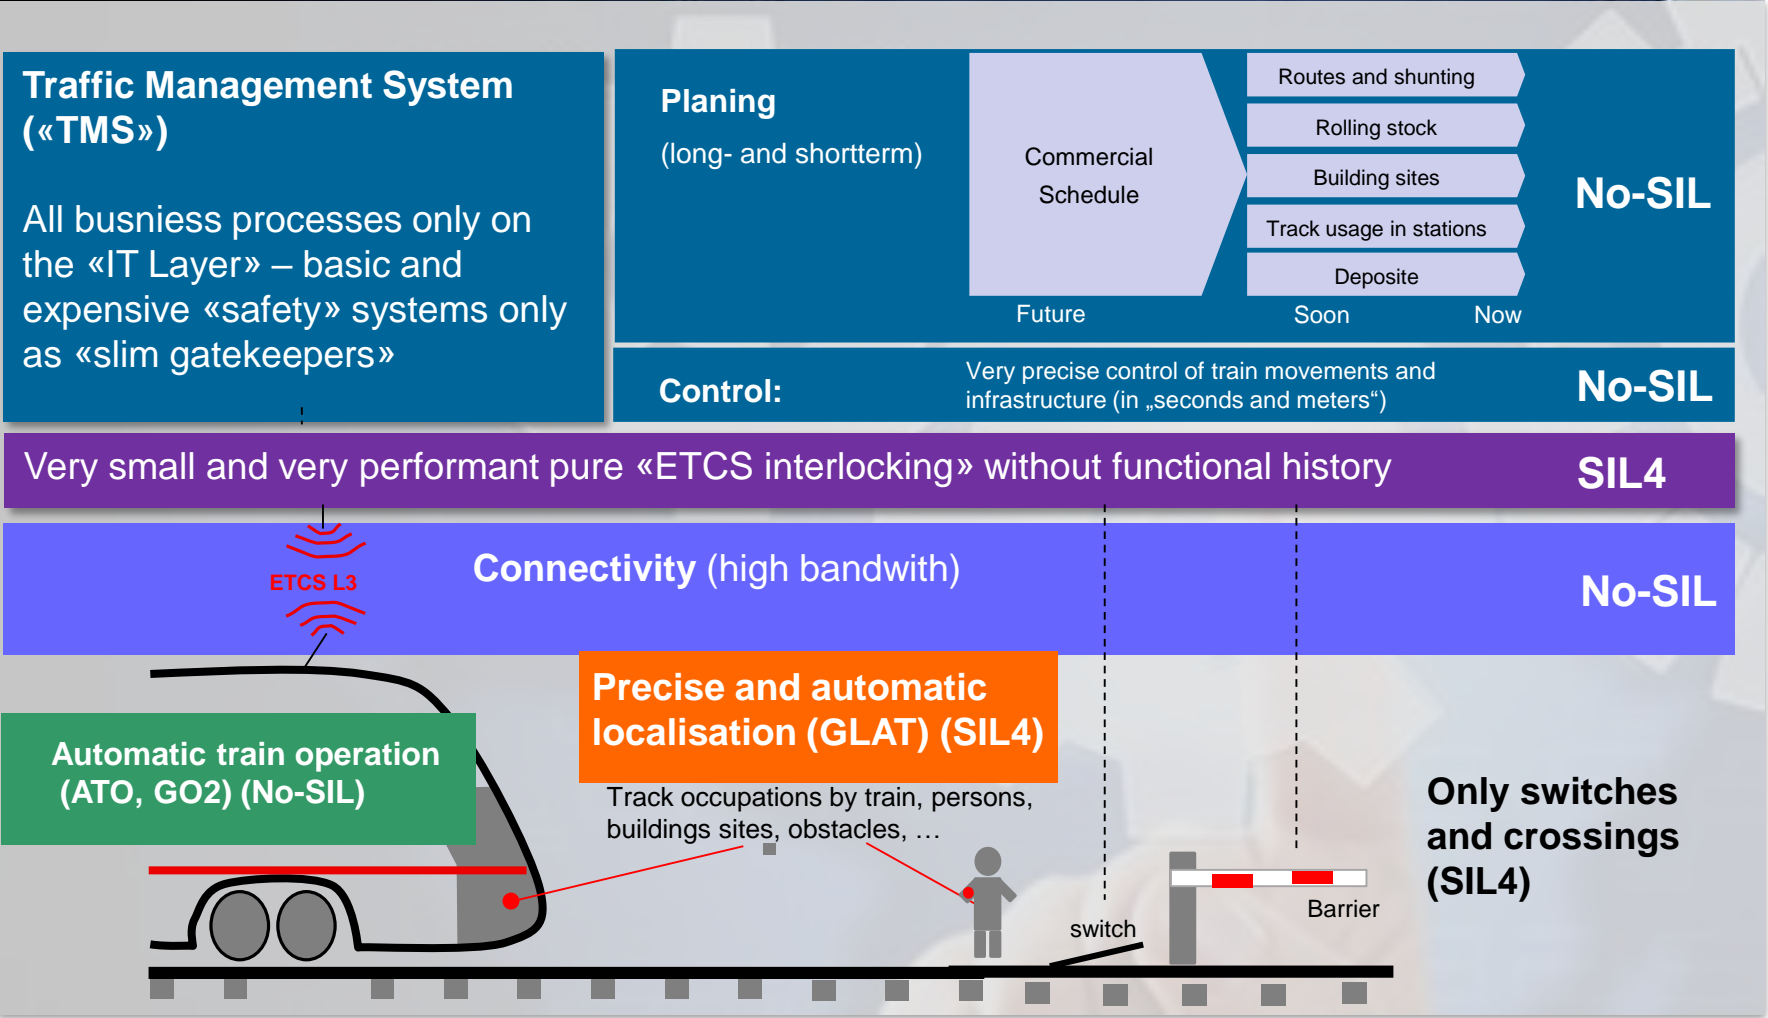 Traffic Management System
(«TMS»)
All busniess processes only on
the «IT Layer» – basic and
expensive «safety» systems only
as «slim gatekeepers»
Planing
(long- and shortterm)
Commercial
Schedule
Routes and shunting
Rolling stock
Building sites
Track usage in stations
Deposite
Future
Soon
Now
No-SIL
Control:
Very precise control of train movements and
infrastructure (in „seconds and meters“)
No-SIL
Very small and very performant pure «ETCS interlocking» without functional history
SIL4
ETCS L3
Connectivity (high bandwith)
No-SIL
Precise and automatic
localisation (GLAT) (SIL4)
Automatic train operation
(ATO, GO2) (No-SIL)
Track occupations by train, persons,
buildings sites, obstacles, …
Only switches
and crossings
(SIL4)
Barrier
switch